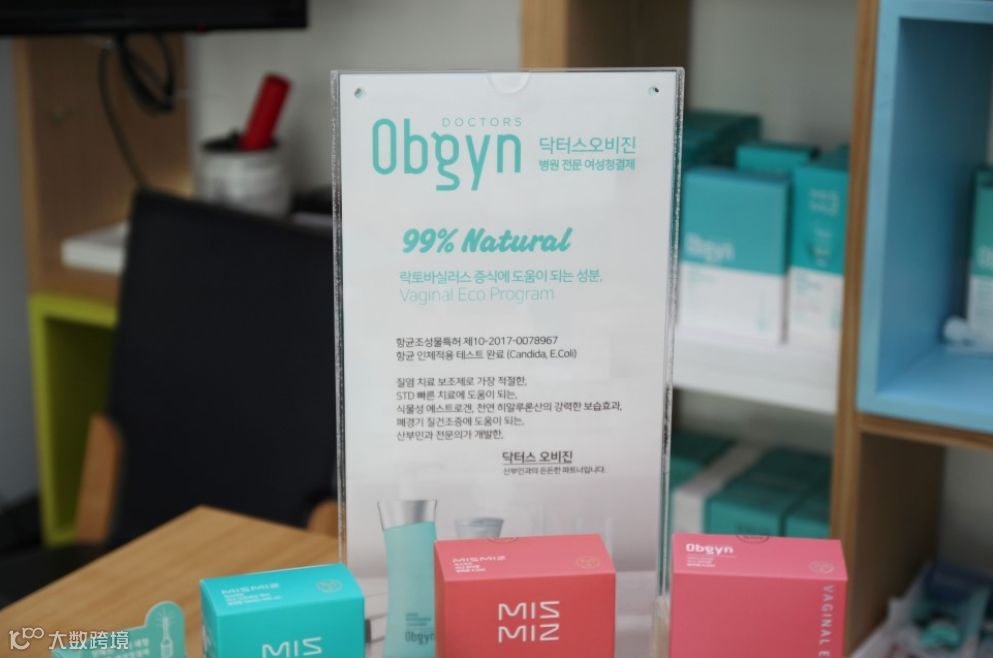 DOCTORS
Obgyn
닥터스오비진
병원 전문 여성청결제
99% Natural
락토바실러스 증식에 도움이 되는 성분,
Vaginal Eco Program
항균조성물특허 제10-2017-0078967
항균 인체적용 테스트 완료 (Candida, E.Coli)
질염 치료 보조제로 가장 적절한,
STD 빠른 치료에 도움이 되는,
식물성 에스트로겐, 천연 히알루론산의 강력한 보습효과,
폐경기 질건조증에 도움이 되는,
산부인과 전문의가 개발한,
닥터스 오비진
산부인과의 든든한 파트너입니다.
Obgyn
MIS
MIZ
Obgyn
MISMIZ
MIS
MISMIZ
MIS
MIZ
Obgyn
VAGINAL E
大数跨境